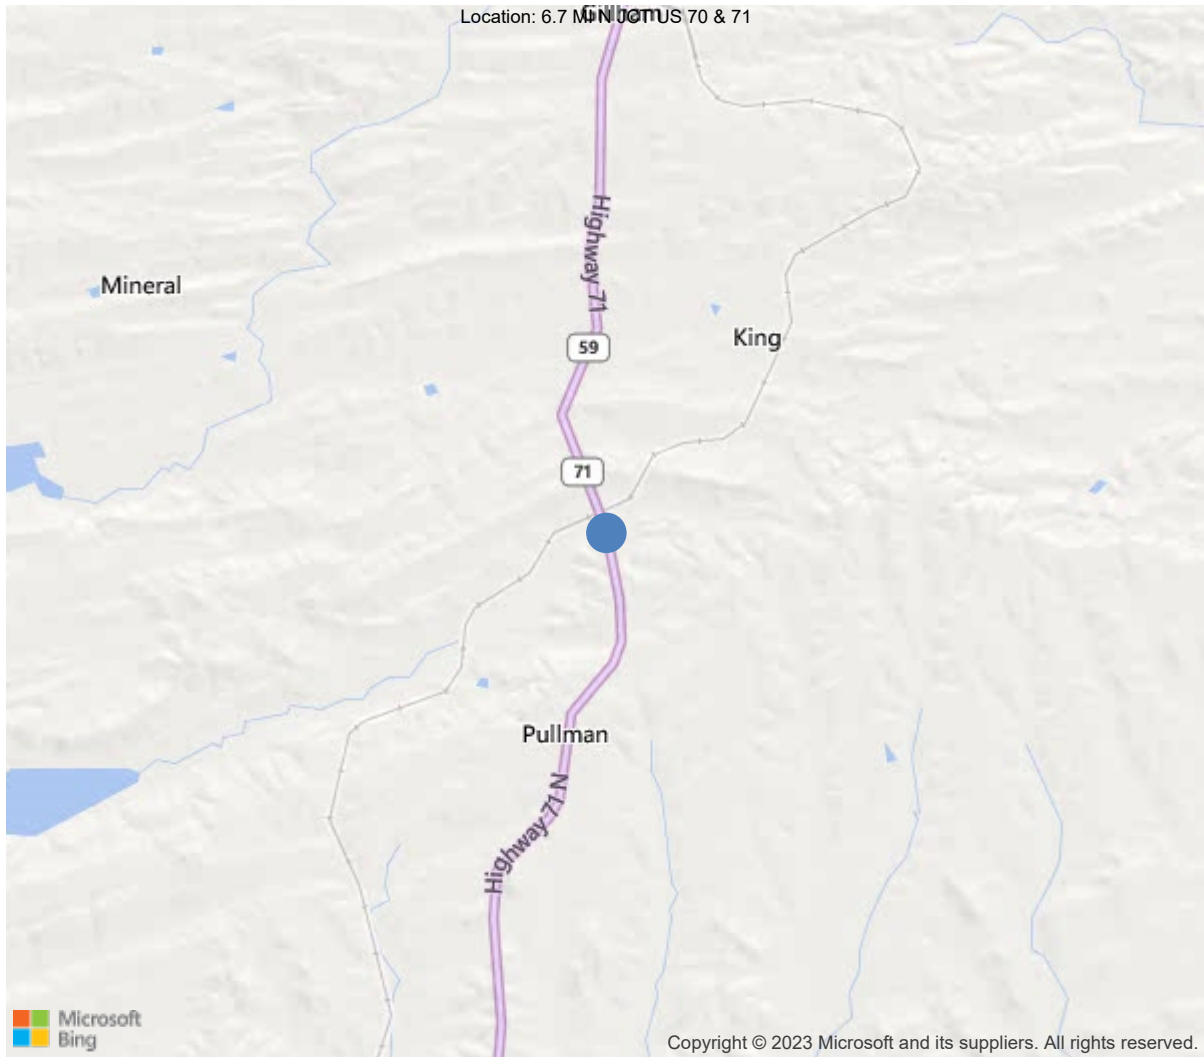 Location: 6.7 MI N JCT US 70 & 71
Gillham
Highway 71
Mineral
King
59
71
Pullman
Highway 71 N
Microsoft
Bing
Copyright © 2023 Microsoft and its suppliers. All rights reserved.